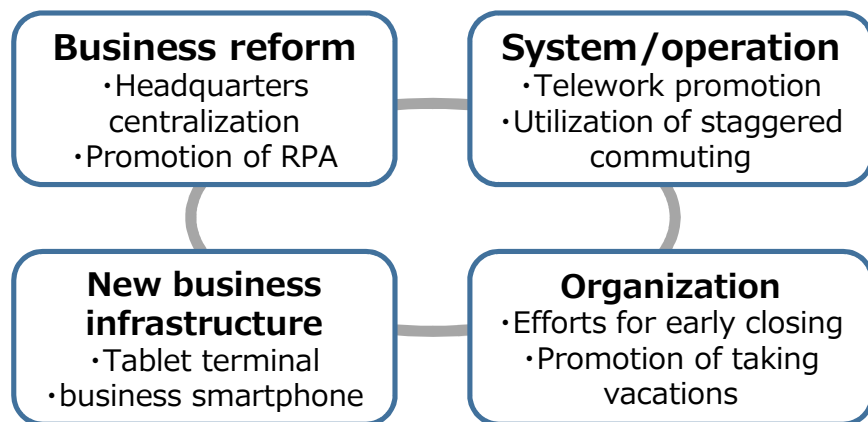 Business reform
・Headquarters
centralization
・Promotion of RPA
System/operation
・Telework promotion
・Utilization of staggered
commuting
New business
infrastructure
・Tablet terminal
・business smartphone
Organization
・Efforts for early closing
・Promotion of taking
vacations